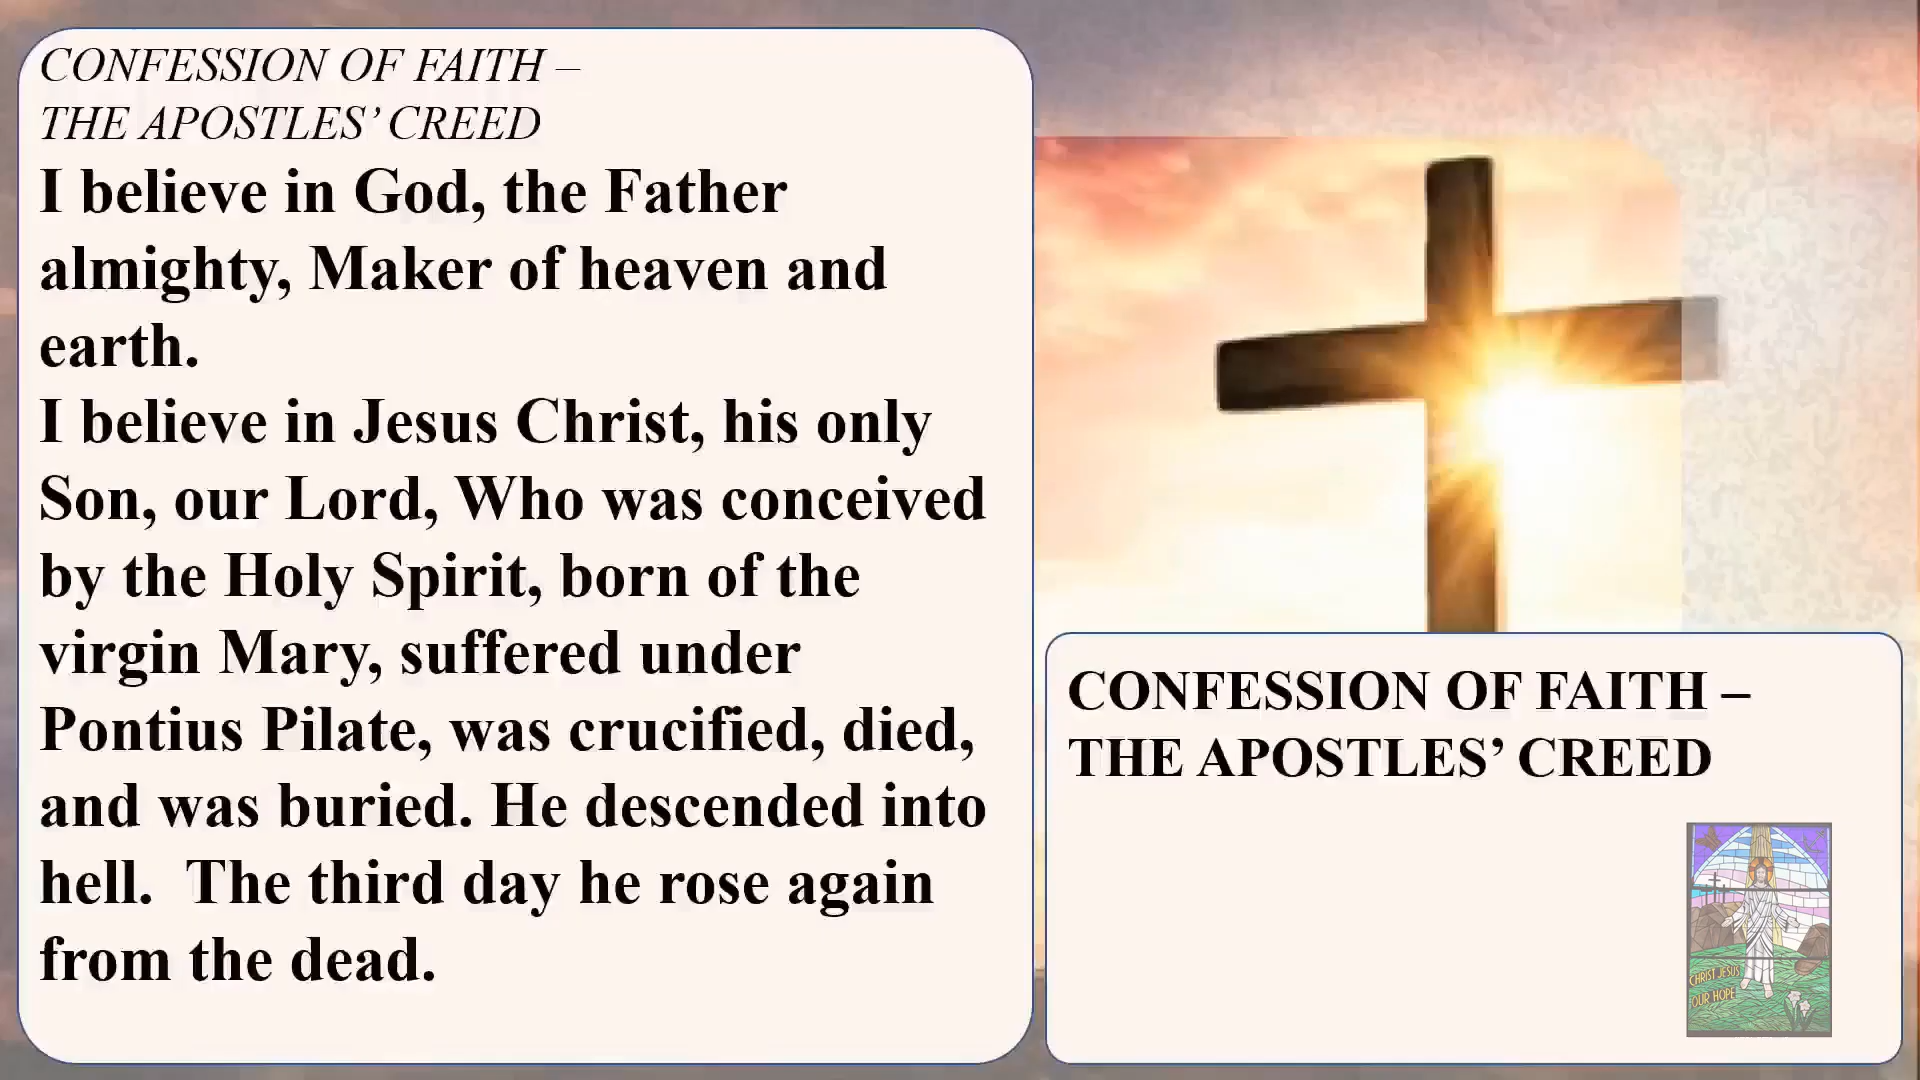 CONFESSION OF FAITH –
THE APOSTLES’ CREED
I believe in God, the Father
almighty, Maker of heaven and
earth.
I believe in Jesus Christ, his only
Son, our Lord, Who was conceived
by the Holy Spirit, born of the
virgin Mary, suffered under
Pontius Pilate, was crucified, died,
and was buried. He descended into
hell.  The third day he rose again
from the dead.
CONFESSION OF FAITH –
THE APOSTLES’ CREED
CHRIST JESUS
OUR HOPE